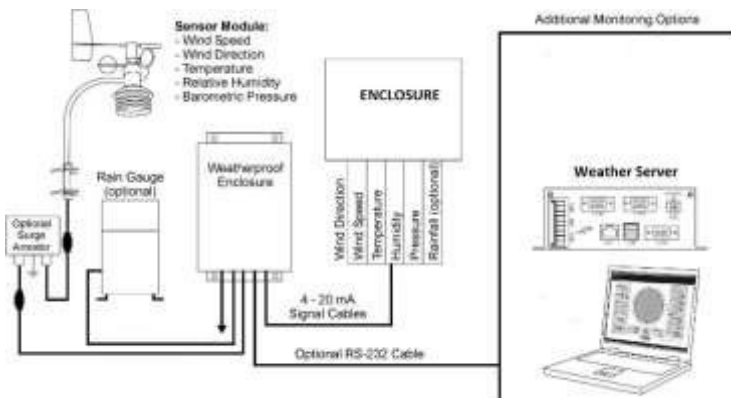 Additional Monitoring Options
Sensor Module:
- Wind Speed
- Wind Direction
- Temperature
- Relative Humidity
- Barometric Pressure
ENCLOSURE
Rain Gauge
(optional)
Weatherproof
Enclosure
Weather Server
Optional
Surge
Arrestor
Wind Direction
Wind Speed
Temperature
Humidity
Pressure
Rainfall (optional)
4 - 20 mA
Signal Cables
Optional RS-232 Cable